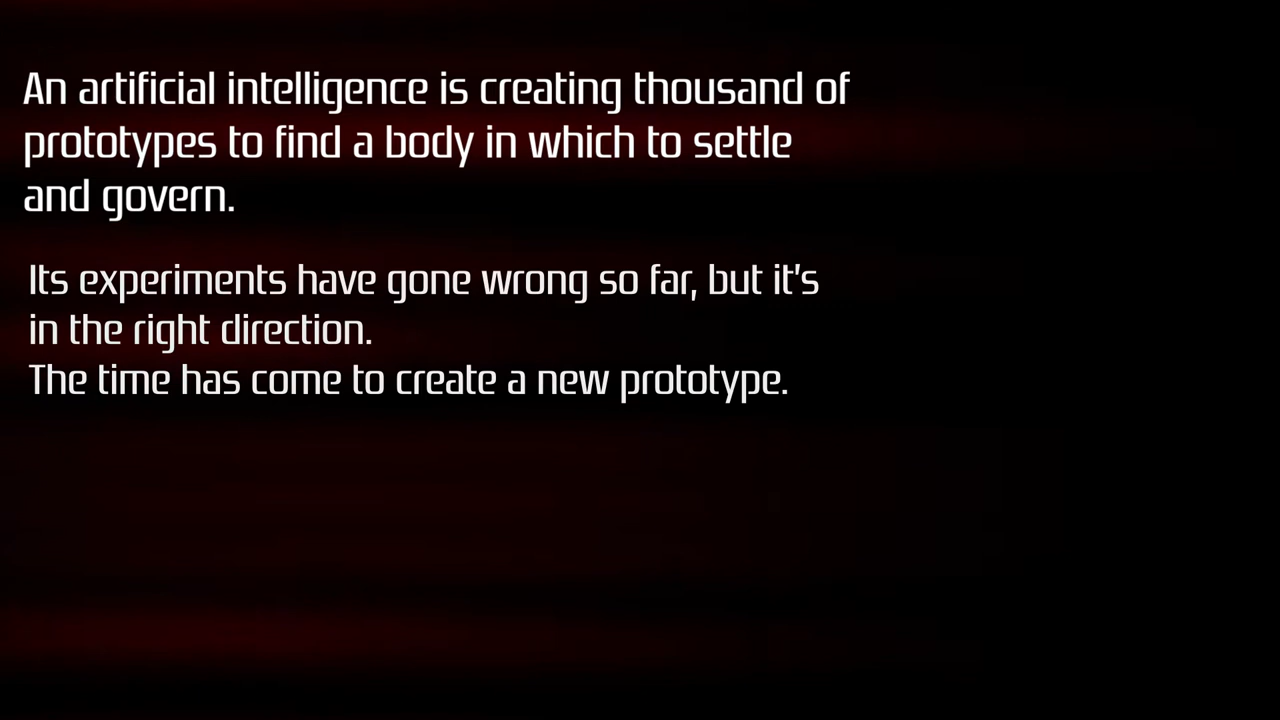 An artificial intelligence is creating thousand of
prototypes to find a body in which to settle
and govern.
Its experiments have gone wrong so far, but it's
in the right direction.
The time has come to create a new prototype.